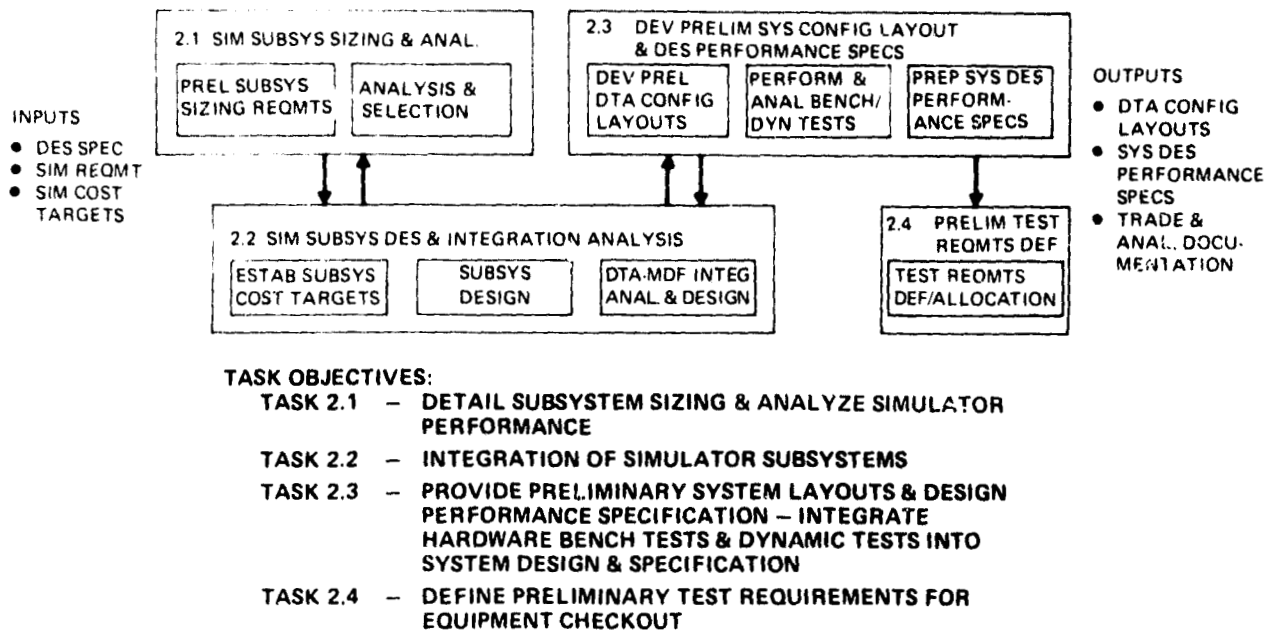 INPUTS
● DES SPEC
● SIM REQMT
● SIM COST
TARGETS
2.1 SIM SUBSYS SIZING & ANAL.
PREL SUBSYS
SIZING REQMTS
ANALYSIS &
SELECTION
2.2 SIM SUBSYS DES & INTEGRATION ANALYSIS
ESTAB SUBSYS
COST TARGETS
SUBSYS
DESIGN
DTA-MDF INTEG
ANAL. & DESIGN
2.3 DEV PRELIM SYS CONFIG LAYOUT
& DES PERFORMANCE SPECS
DEV PREL
DTA CONFIG
LAYOUTS
PERFORM &
ANAL BENCH/
DYN TESTS
PREP SYS DES
PERFORM-
ANCE SPECS
2.4 PRELIM TEST
REQMTS DEF
TEST REQMTS
DEF/ALLOCATION
OUTPUTS
● DTA CONFIG
LAYOUTS
● SYS DES
PERFORMANCE
SPECS
● TRADE &
ANAL. DOCU-
MENTATION
TASK OBJECTIVES:
TASK 2.1 – DETAIL SUBSYSTEM SIZING & ANALYZE SIMULATOR
PERFORMANCE
TASK 2.2 – INTEGRATION OF SIMULATOR SUBSYSTEMS
TASK 2.3 – PROVIDE PRELIMINARY SYSTEM LAYOUTS & DESIGN
PERFORMANCE SPECIFICATION – INTEGRATE
HARDWARE BENCH TESTS & DYNAMIC TESTS INTO
SYSTEM DESIGN & SPECIFICATION
TASK 2.4 – DEFINE PRELIMINARY TEST REQUIREMENTS FOR
EQUIPMENT CHECKOUT